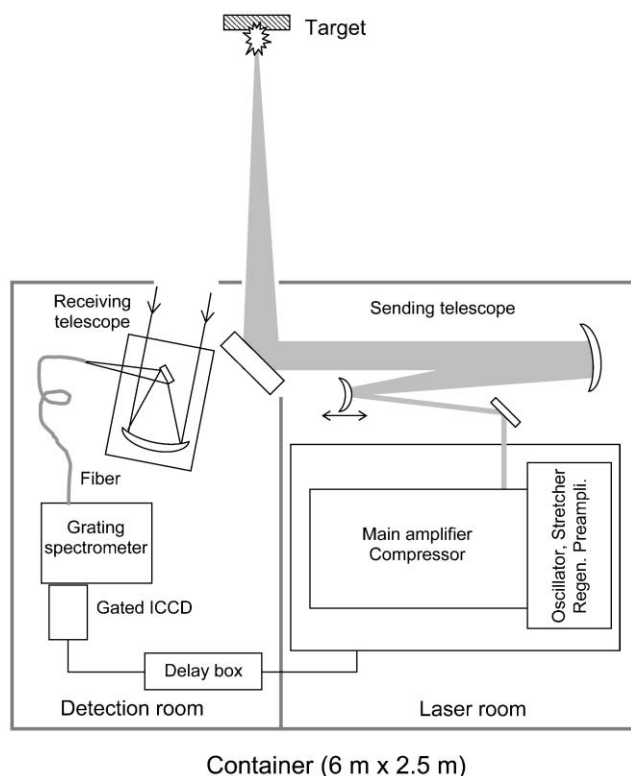 Target
Receiving
telescope
Sending telescope
Fiber
Grating
spectrometer
Gated ICCD
Delay box
Detection room
Main amplifier
Compressor
Oscillator, Stretcher
Regen. Preampli.
Laser room
Container (6 m x 2.5 m)